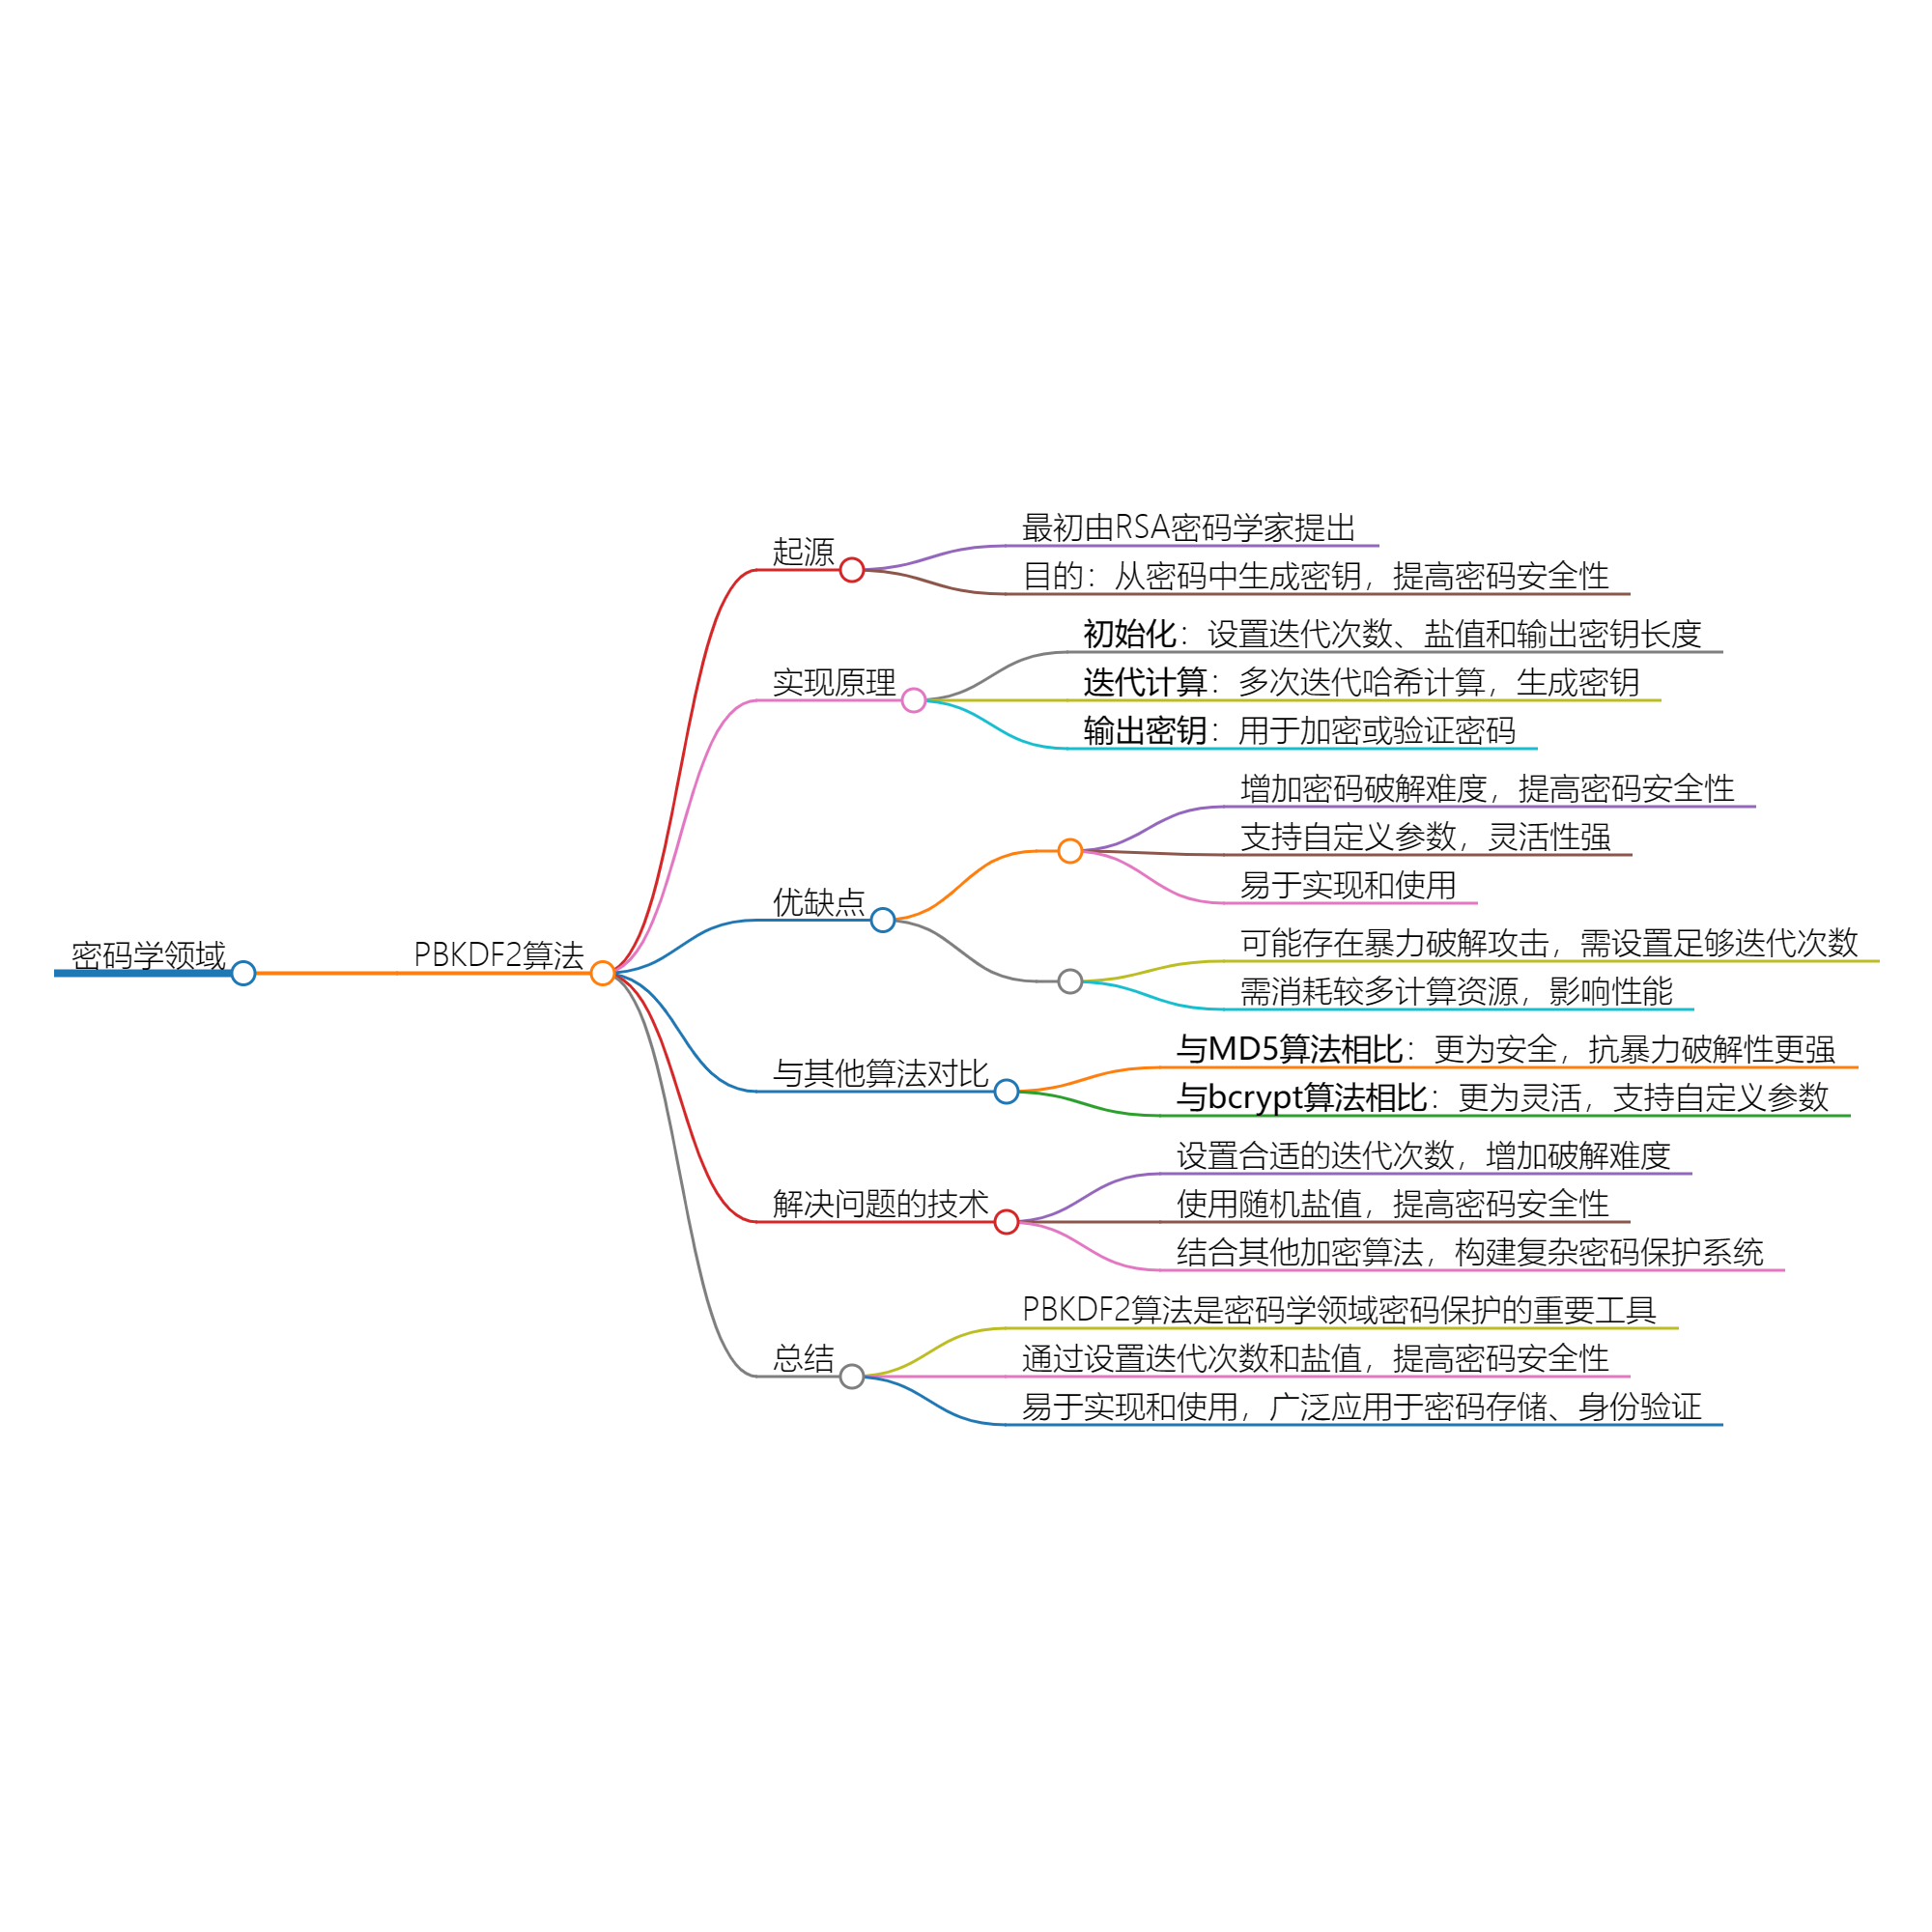 密码学领域
PBKDF2算法
起源
最初由RSA密码学家提出
目的：从密码中生成密钥，提高密码安全性
实现原理
初始化：设置迭代次数、盐值和输出密钥长度
迭代计算：多次迭代哈希计算，生成密钥
输出密钥：用于加密或验证密码
优缺点
增加密码破解难度，提高密码安全性
支持自定义参数，灵活性强
易于实现和使用
可能存在暴力破解攻击，需设置足够迭代次数
需消耗较多计算资源，影响性能
与其他算法对比
与MD5算法相比：更为安全，抗暴力破解性更强
与bcrypt算法相比：更为灵活，支持自定义参数
解决问题的技术
设置合适的迭代次数，增加破解难度
使用随机盐值，提高密码安全性
结合其他加密算法，构建复杂密码保护系统
总结
PBKDF2算法是密码学领域密码保护的重要工具
通过设置迭代次数和盐值，提高密码安全性
易于实现和使用，广泛应用于密码存储、身份验证